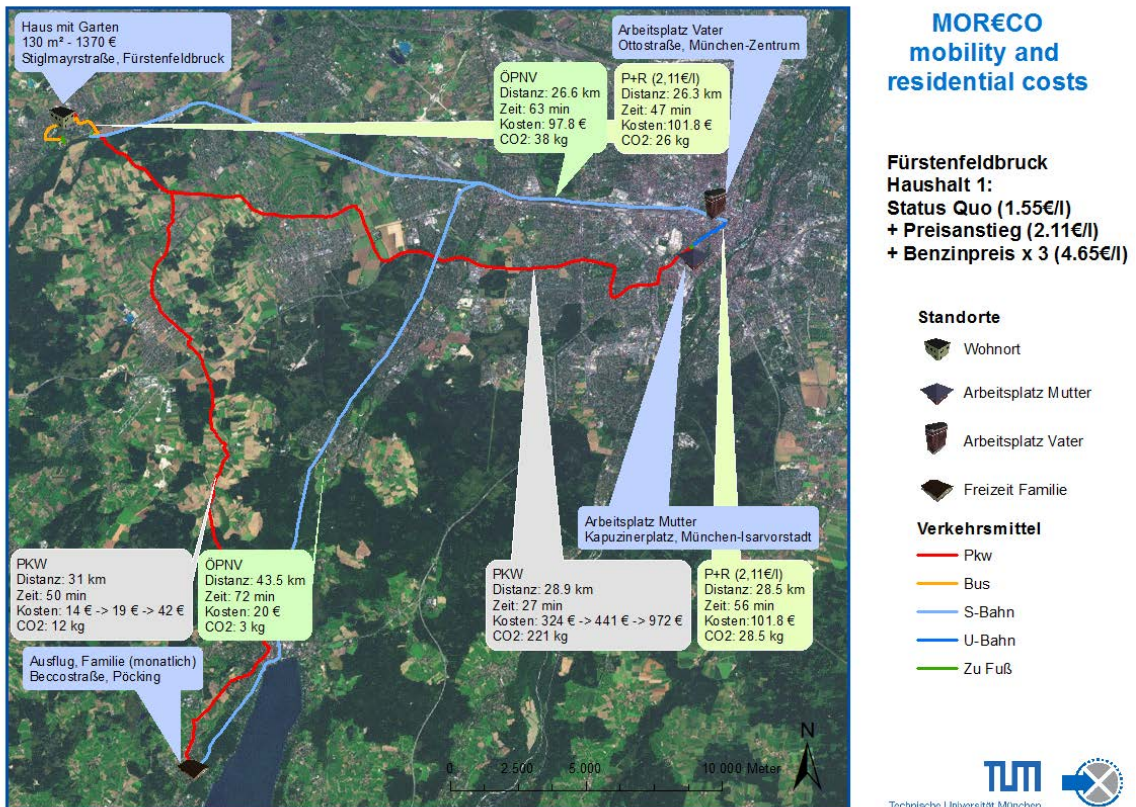 Haus mit Garten
130 m² - 1370 €
Stiglmayrstraße, Fürstenfeldbruck
Arbeitsplatz Vater
Ottostraße, München-Zentrum
ÖPNV
Distanz: 26.6 km
Zeit: 63 min
Kosten: 97.8 €
CO2: 38 kg
P+R (2,11€/l)
Distanz: 26.3 km
Zeit: 47 min
Kosten:101.8 €
CO2: 26 kg
PKW
Distanz: 31 km
Zeit: 50 min
Kosten: 14 € -> 19 € -> 42 €
CO2: 12 kg
ÖPNV
Distanz: 43.5 km
Zeit: 72 min
Kosten: 20 €
CO2: 3 kg
Arbeitsplatz Mutter
Kapuzinerplatz, München-Isarvorstadt
PKW
Distanz: 28.9 km
Zeit: 27 min
Kosten: 324 € -> 441 € -> 972 €
CO2: 221 kg
P+R (2,11€/l)
Distanz: 28.5 km
Zeit: 56 min
Kosten:101.8 €
CO2: 28.5 kg
Ausflug, Familie (monatlich)
Beccostraße, Pöcking
N
0 2.500 5.000 10.000 Meter
MOR€CO
mobility and
residential costs
Fürstenfeldbruck
Haushalt 1:
Status Quo (1.55€/l)
+ Preisanstieg (2.11€/l)
+ Benzinpreis x 3 (4.65€/l)
Standorte
Wohnort
Arbeitsplatz Mutter
Arbeitsplatz Vater
Freizeit Familie
Verkehrsmittel
Pkw
Bus
S-Bahn
U-Bahn
Zu Fuß
TUM
Technische Universität München